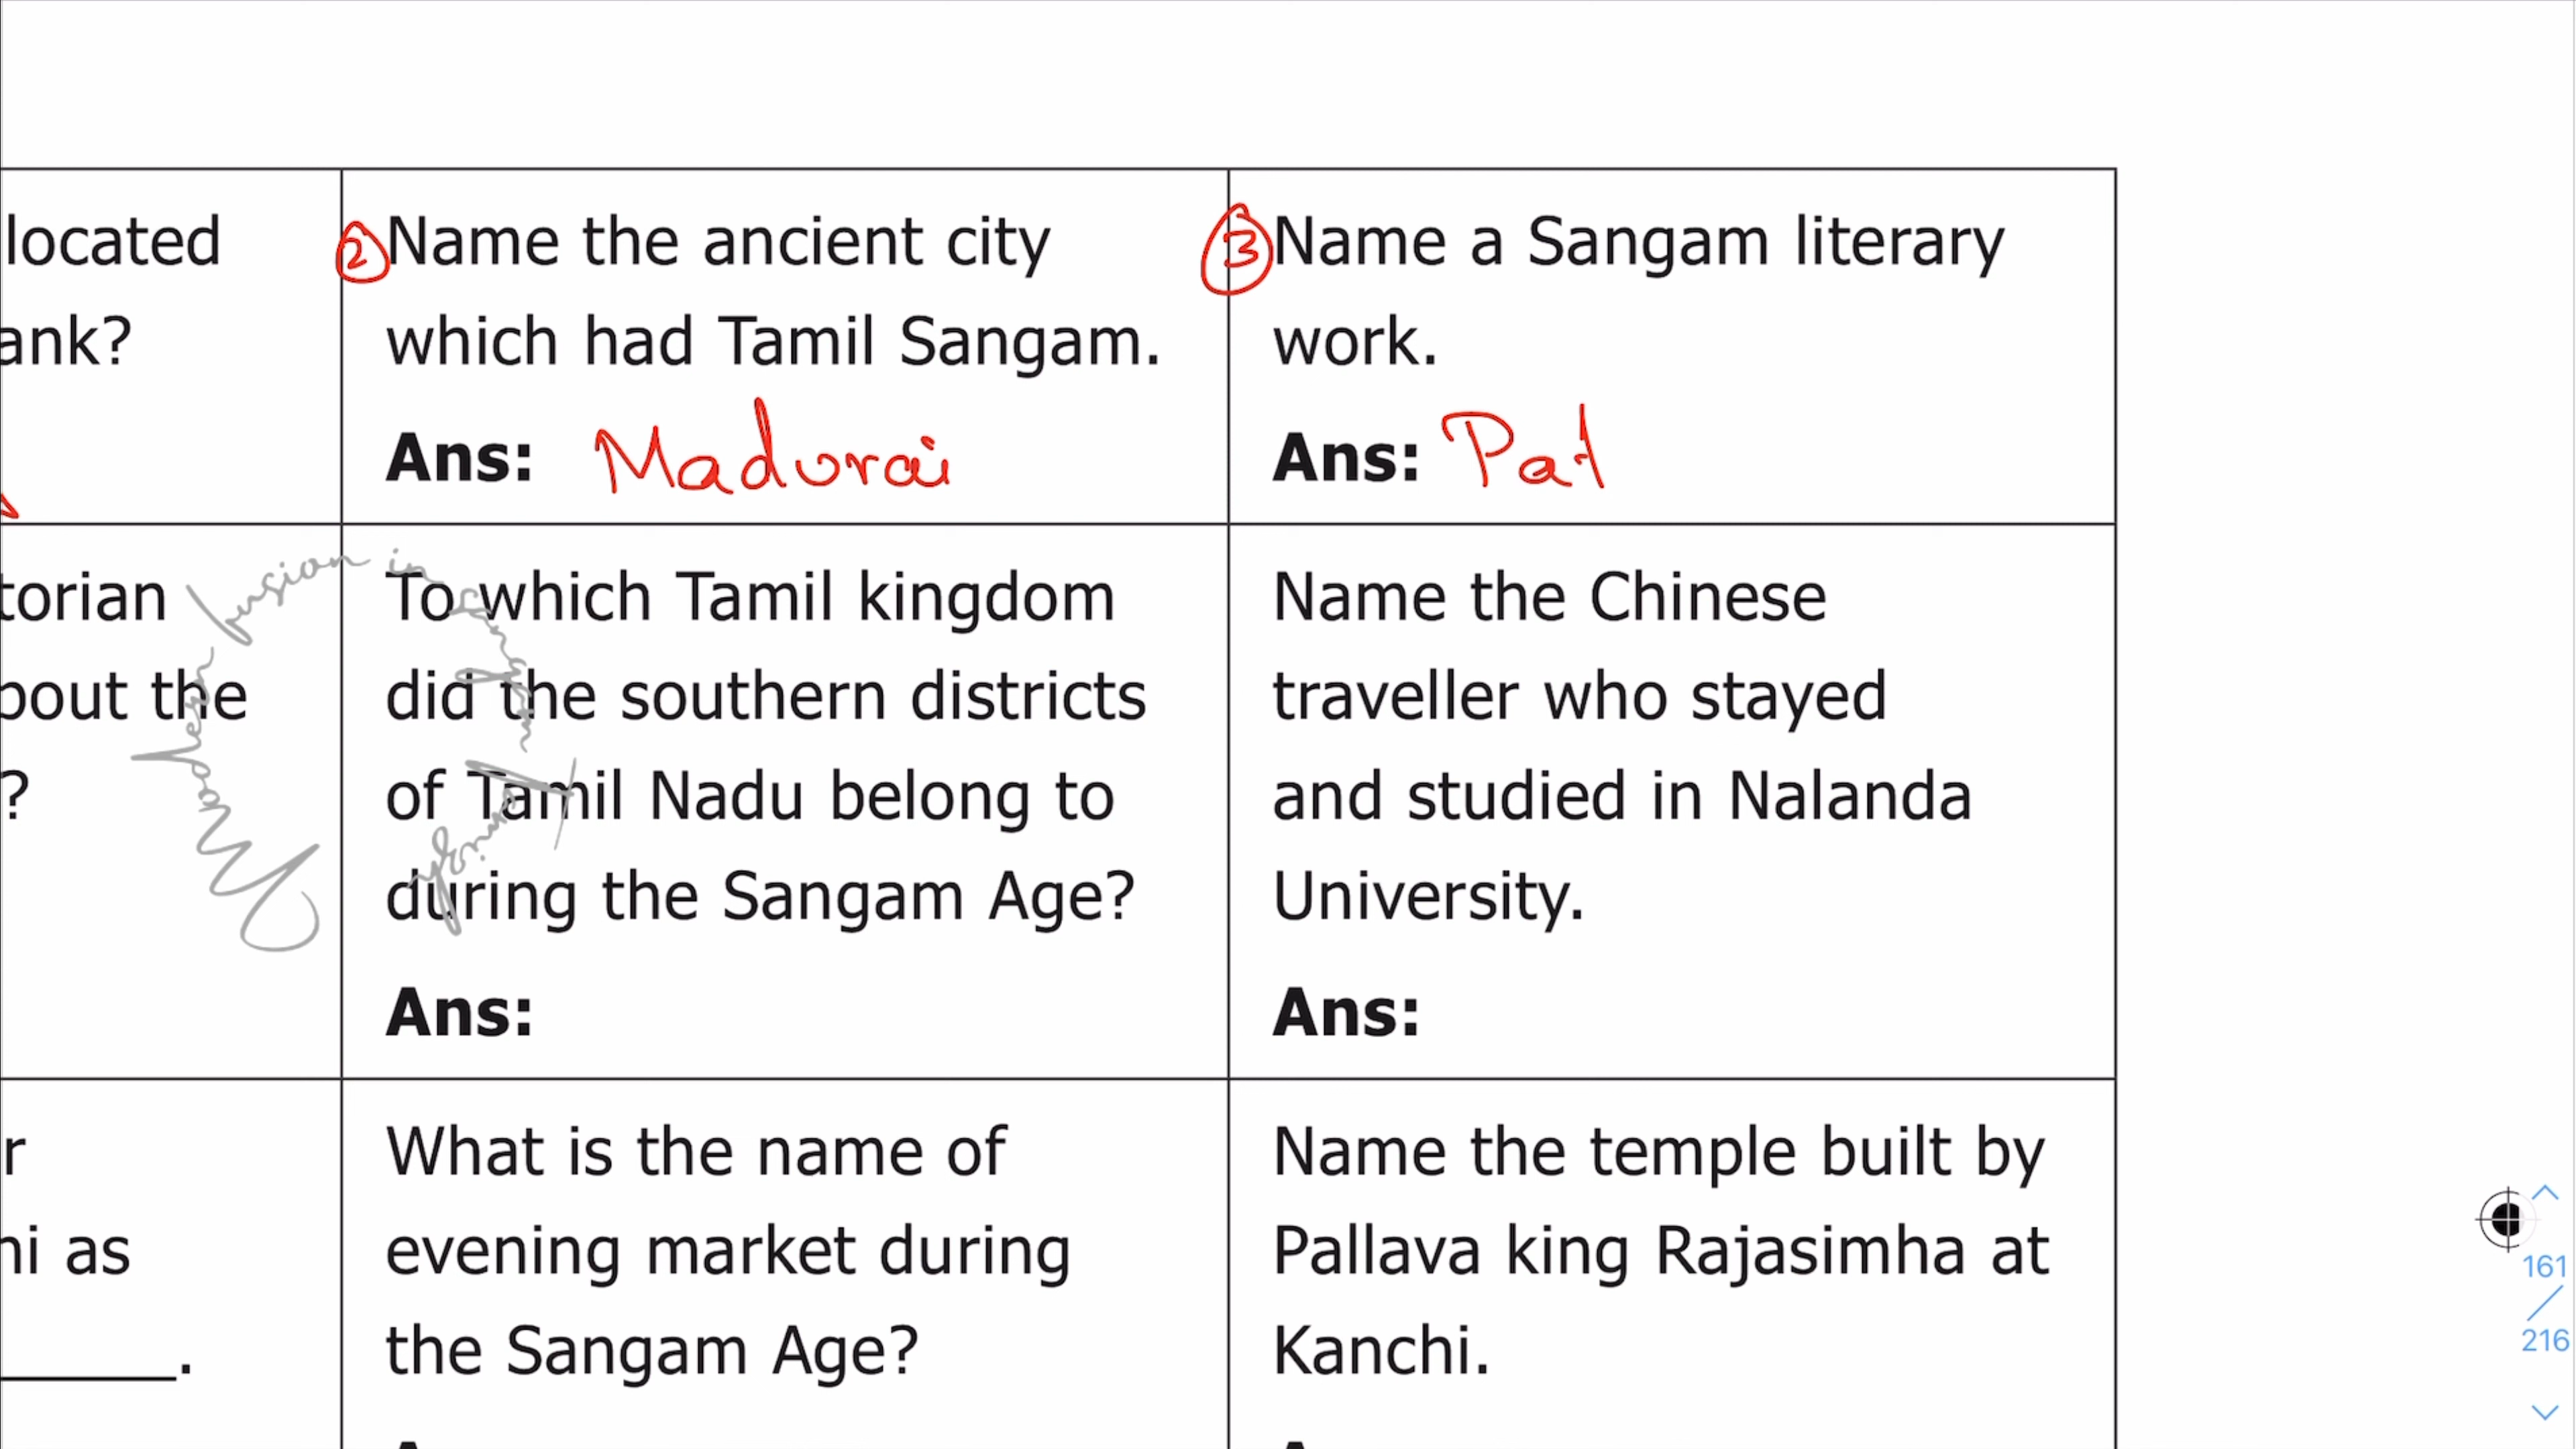 located
ank?
② Name the ancient city
which had Tamil Sangam.
Ans: Madurai
③ Name a Sangam literary
work.
Ans: Pat
torian
bout the
?
To which Tamil kingdom
did the southern districts
of Tamil Nadu belong to
during the Sangam Age?
Ans:
Name the Chinese
traveller who stayed
and studied in Nalanda
University.
Ans:
r
ni as
______.
What is the name of
evening market during
the Sangam Age?
Name the temple built by
Pallava king Rajasimha at
Kanchi.
161
/
216